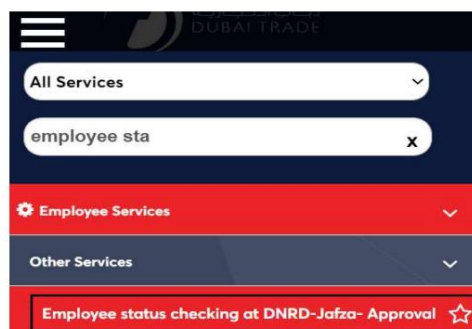 DUBAI TRADE
All Services
employee sta
x
Employee Services
Other Services
Employee status checking at DNRD-Jafza- Approval